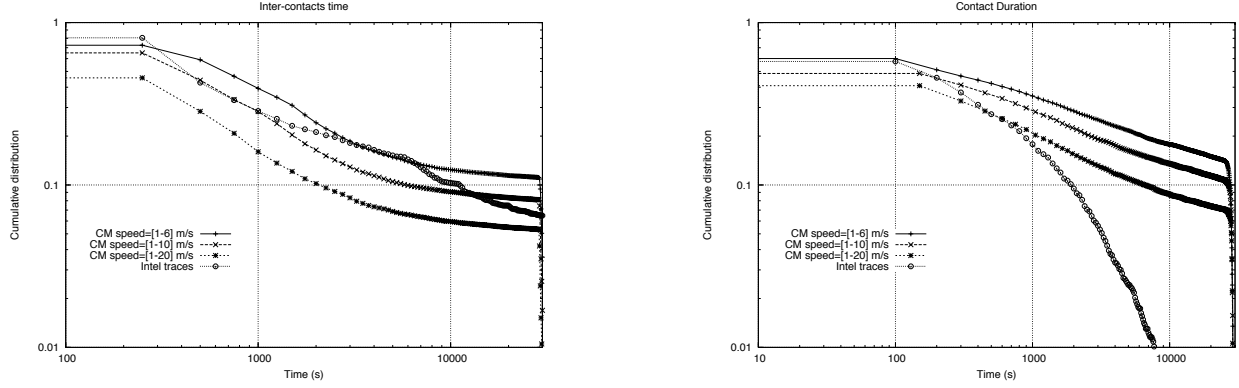 Inter-contacts time
1
0.1
0.01
100
1000
10000
Cumulative distribution
Time (s)
CM speed=[1-6] m/s
CM speed=[1-10] m/s
CM speed=[1-20] m/s
Intel traces
Contact Duration
1
0.1
0.01
10
100
1000
10000
Cumulative distribution
Time (s)
CM speed=[1-6] m/s
CM speed=[1-10] m/s
CM speed=[1-20] m/s
Intel traces